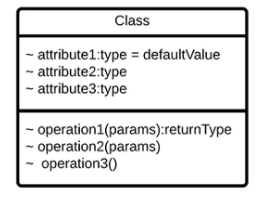 Class
~ attribute1:type = defaultValue
~ attribute2:type
~ attribute3:type
~ operation1(params):returnType
~ operation2(params)
~ operation3()